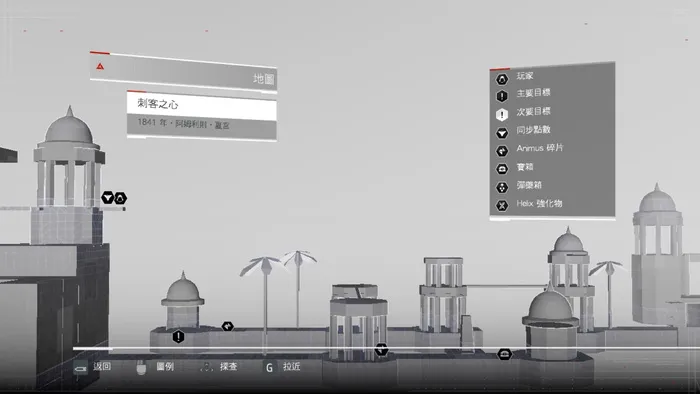 地圖
刺客之心
1841 年，阿姆利則，晝宮
玩家
主要目標
次要目標
同步點數
Animus 碎片
寶箱
彈藥箱
Helix 強化物
返回
圖例
探查
G 拉近